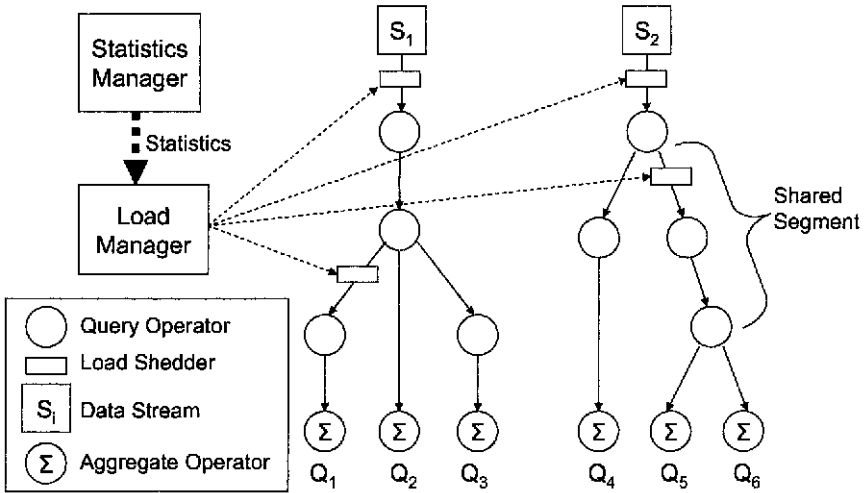 Statistics
Manager
Statistics
Load
Manager
S1
S2
Shared
Segment
Query Operator
Load Shedder
Si Data Stream
Σ Aggregate Operator
Σ Σ Σ Σ Σ Σ
Q1 Q2 Q3 Q4 Q5 Q6